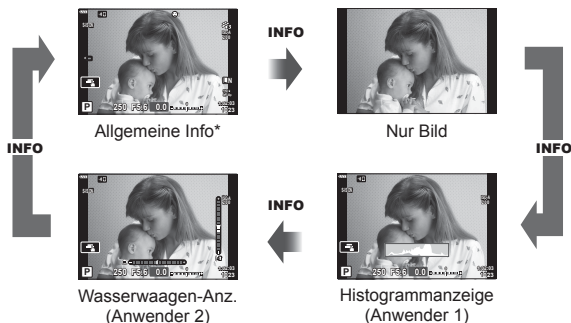 INFO
P 250 F5.6 0.0
Allgemeine Info*
Nur Bild
INFO
INFO
INFO
P 250 F5.6 0.0
P 250 F5.6 0.0
Wasserwaagen-Anz.
(Anwender 2)
Histogrammanzeige
(Anwender 1)